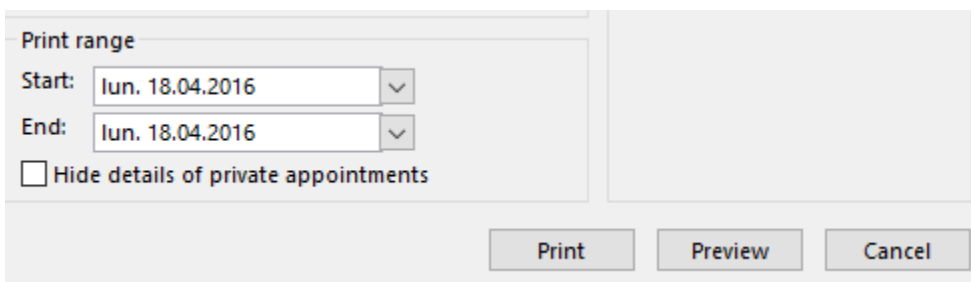 Print range
Start: lun. 18.04.2016
End: lun. 18.04.2016
Hide details of private appointments
Print Preview Cancel